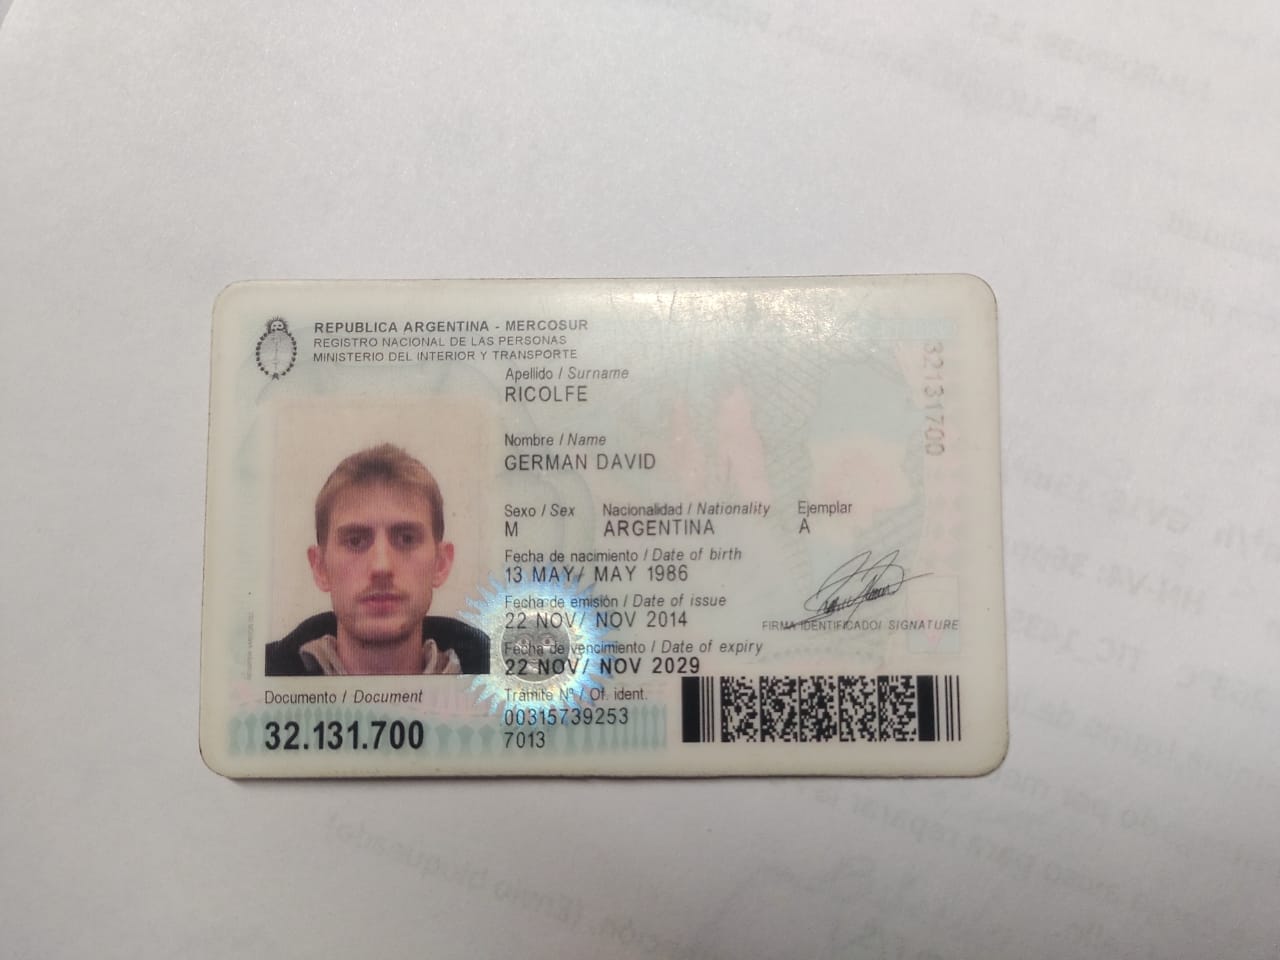 REPUBLICA ARGENTINA - MERCOSUR
REGISTRO NACIONAL DE LAS PERSONAS
MINISTERIO DEL INTERIOR Y TRANSPORTE
Apellido / Surname
RICOLFE
Nombre / Name
GERMAN DAVID
Sexo / Sex Nacionalidad / Nationality Ejemplar
M ARGENTINA A
Fecha de nacimiento / Date of birth
13 MAY/ MAY 1986
Fecha de emisión / Date of issue
22 NOV/ NOV 2014
FIRMA IDENTIFICADO/ SIGNATURE
Fecha de vencimiento / Date of expiry
22 NOV/ NOV 2029
Documento / Document
32.131.700
Trámite Nº / Of. ident.
00315739253
7013
32131700